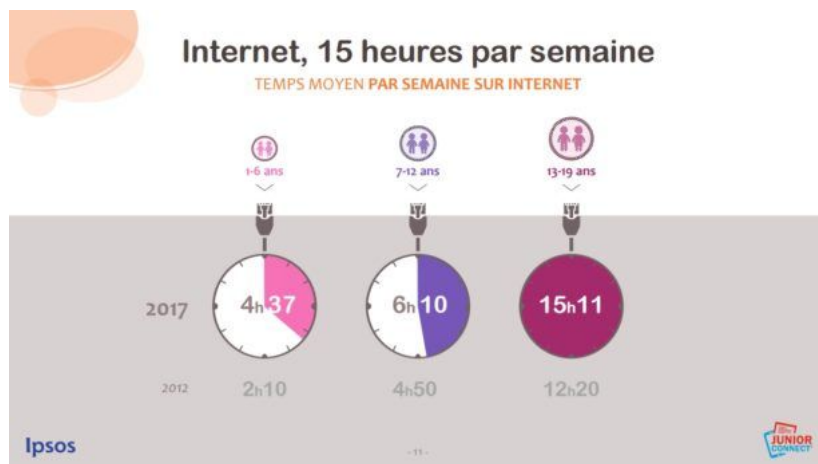 Internet, 15 heures par semaine
TEMPS MOYEN PAR SEMAINE SUR INTERNET
1-6 ans 7-12 ans 13-19 ans
2017 4h37 6h10 15h11
2012 2h10 4h50 12h20
Ipsos - 11 - JUNIOR
CONNECT'